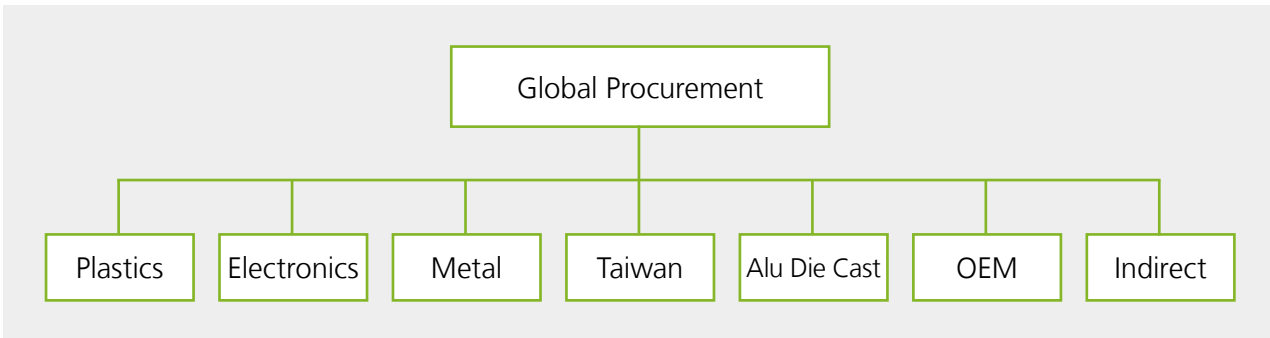 Global Procurement
Plastics
Electronics
Metal
Taiwan
Alu Die Cast
OEM
Indirect